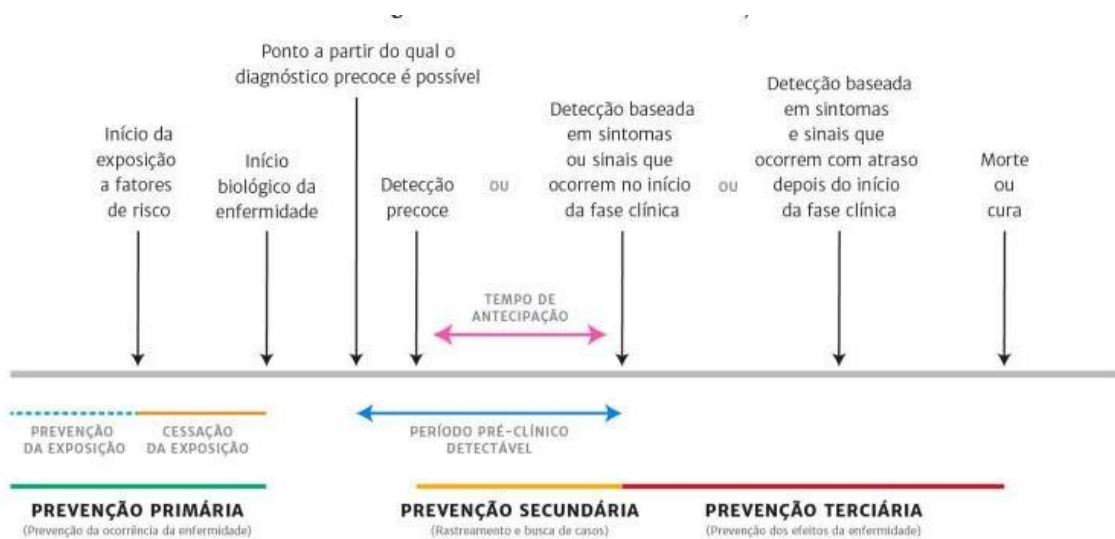 Ponto a partir do qual o
diagnóstico precoce é possível
Início da
exposição
a fatores
de risco
Início
biológico da
enfermidade
Detecção
precoce
ou
Detecção baseada
em sintomas
ou sinais que
ocorrem no início
da fase clínica
ou
Detecção baseada
em sintomas
e sinais que
ocorrem com atraso
depois do início
da fase clínica
Morte
ou
cura
TEMPO DE
ANTECIPAÇÃO
PREVENÇÃO
DA EXPOSIÇÃO
CESSAÇÃO
DA EXPOSIÇÃO
PERÍODO PRÉ-CLÍNICO
DETECTÁVEL
PREVENÇÃO PRIMÁRIA
(Prevenção da ocorrência da enfermidade)
PREVENÇÃO SECUNDÁRIA
(Rastreamento e busca de casos)
PREVENÇÃO TERCIÁRIA
(Prevenção dos efeitos da enfermidade)